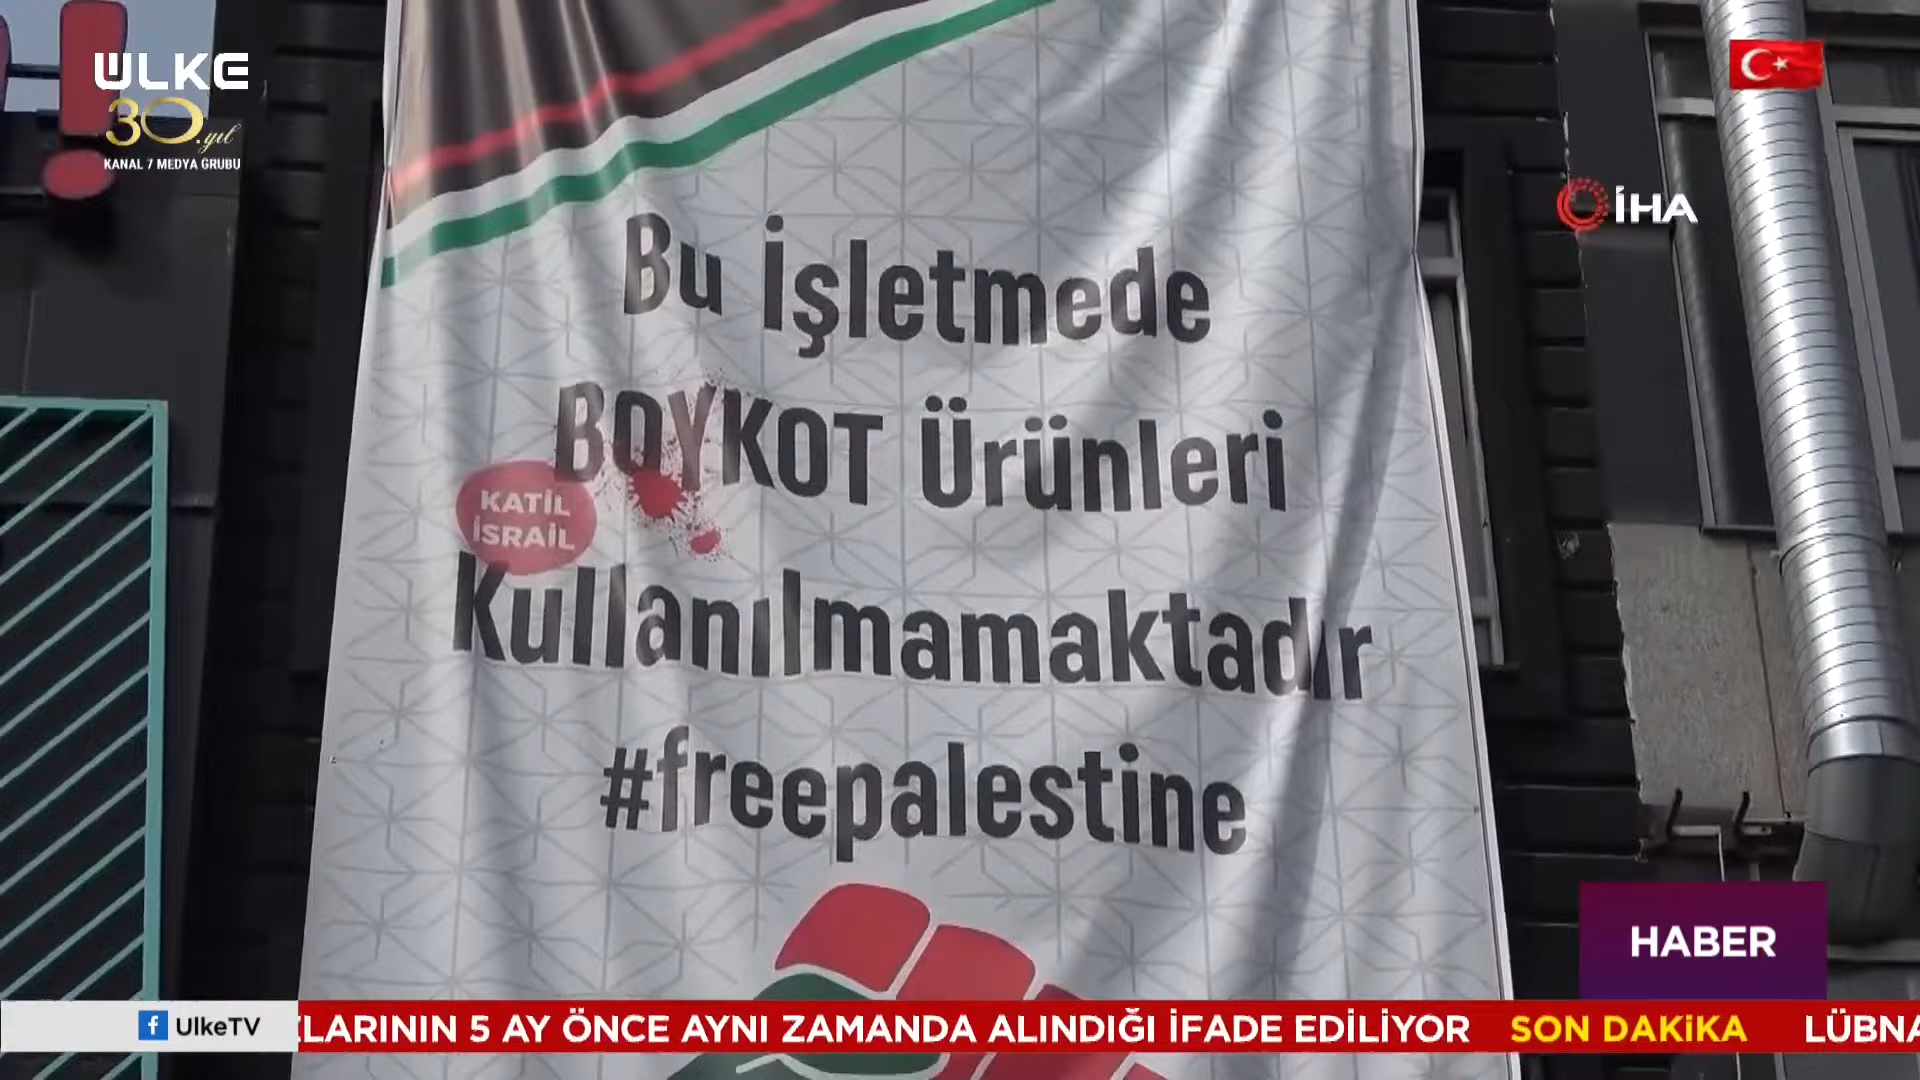 ULKE
30.yıl
KANAL 7 MEDYA GRUBU
İHA
Bu İşletmede
BOYKOT Ürünleri
KATİL
İSRAİL
Kullanılmamaktadır
#freepalestine
HABER
UlkeTV
LARININ 5 AY ÖNCE AYNI ZAMANDA ALINDIĞI İFADE EDİLİYOR SON DAKİKA LÜBNA